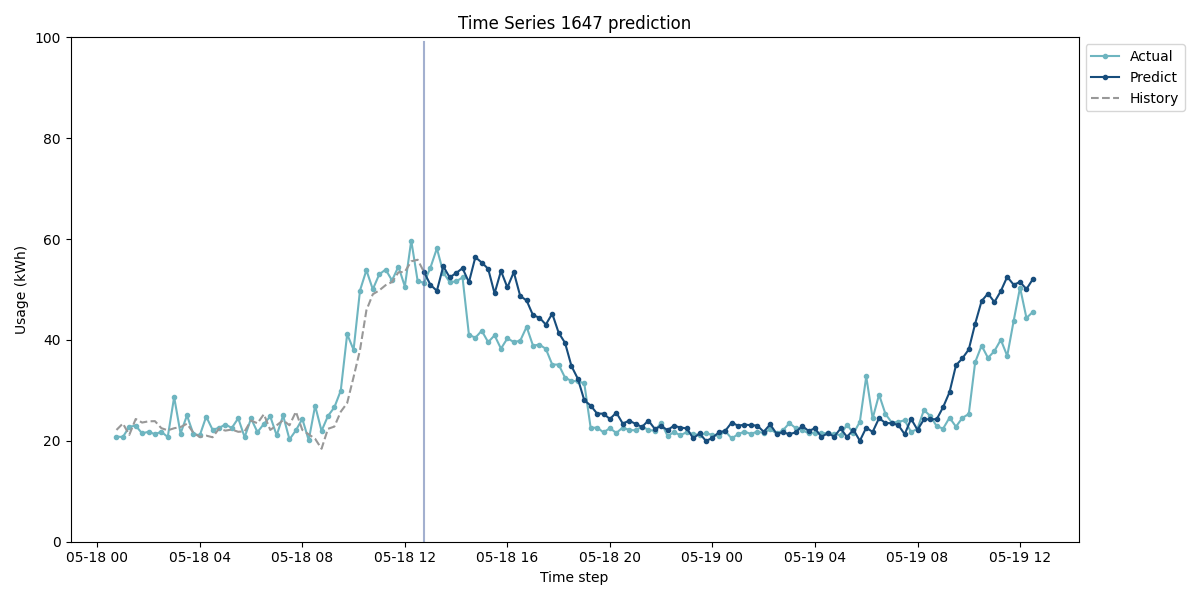 Time Series 1647 prediction
100
80
60
40
20
0
Usage (kWh)
05-18 00 05-18 04 05-18 08 05-18 12 05-18 16 05-18 20 05-19 00 05-19 04 05-19 08 05-19 12
Time step
Actual
Predict
History